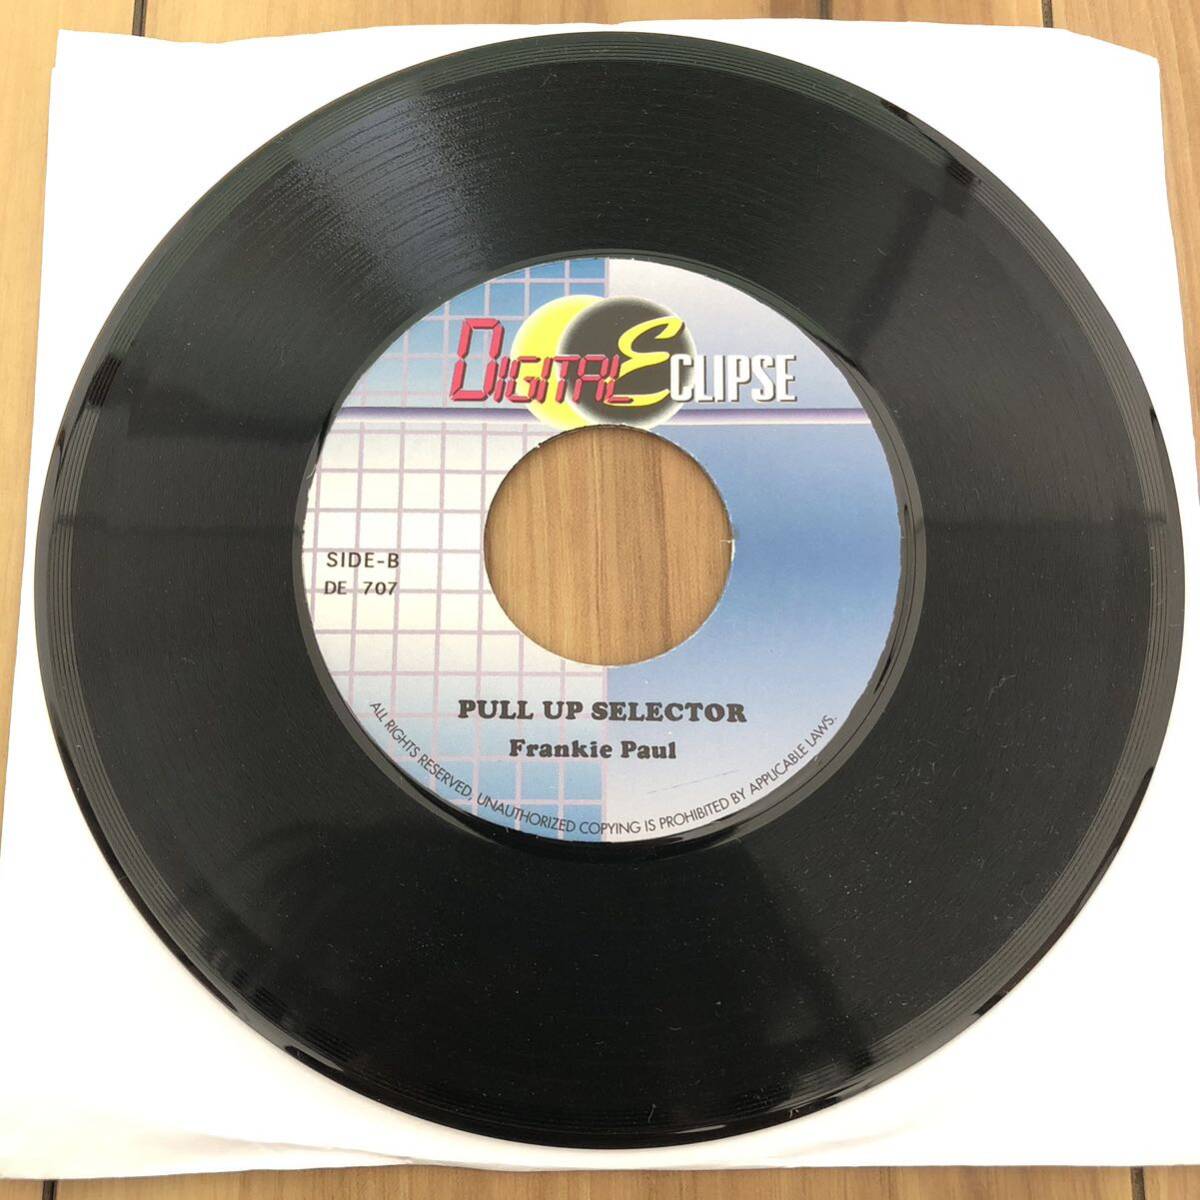 DIGITAL ECLIPSE
SIDE-B
DE 707
PULL UP SELECTOR
Frankie Paul
ALL RIGHTS RESERVED, UNAUTHORIZED COPYING IS PROHIBITED BY APPLICABLE LAWS.